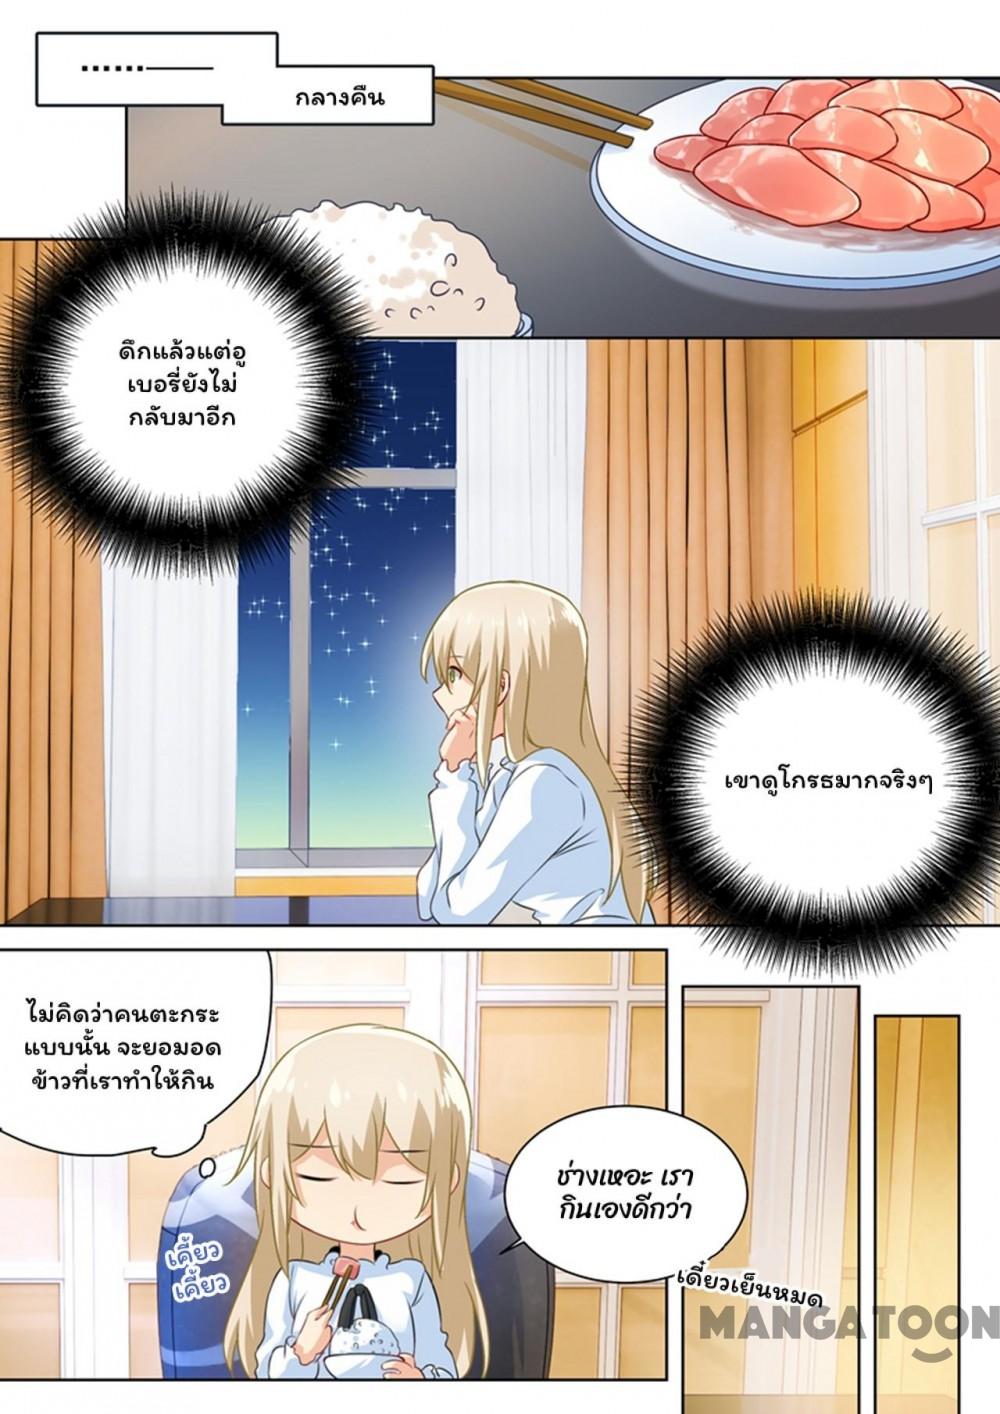 ……——
กลางคืน
ดึกแล้วแต่อู
เบอรี่ยังไม่
กลับมาอีก
เขาดูโกรธมากจริงๆ
ไม่คิดว่าคนตะกระ
แบบนั้น จะยอมอด
ข้าวที่เราทำให้กิน
ช่างเหอะ เรา
กินเองดีกว่า
เคี้ยว
เคี้ยว
เดี๋ยวเย็นหมด
MANGATOON